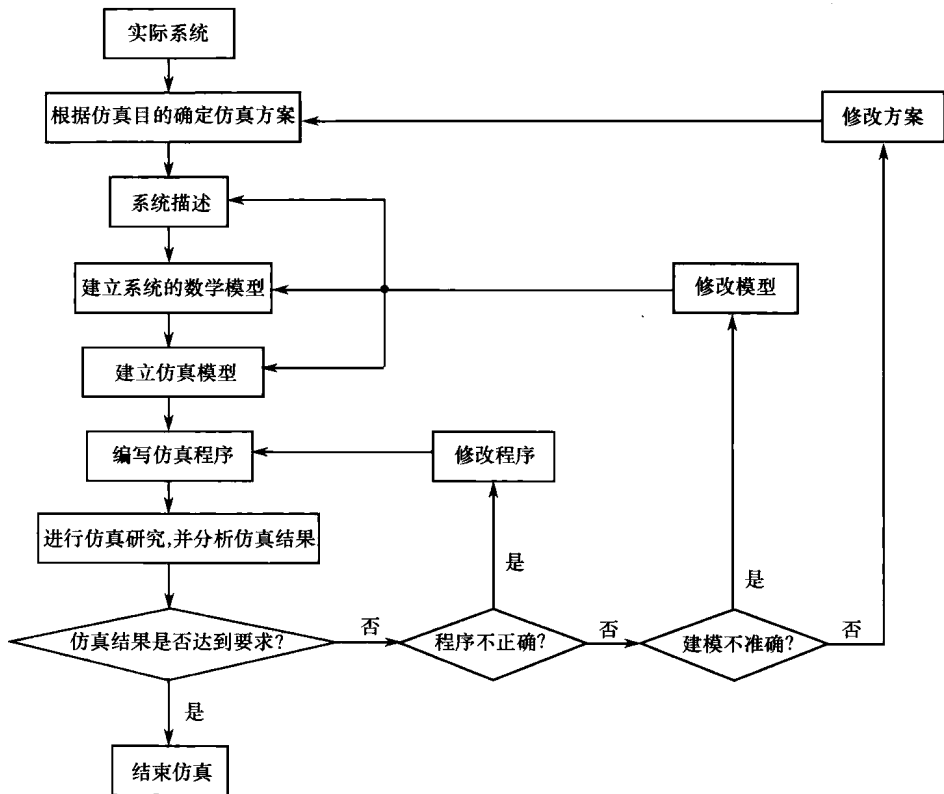 实际系统
根据仿真目的确定仿真方案
修改方案
系统描述
建立系统的数学模型
修改模型
建立仿真模型
编写仿真程序
修改程序
进行仿真研究,并分析仿真结果
是
是
仿真结果是否达到要求?
否
程序不正确?
否
建模不准确?
否
是
结束仿真